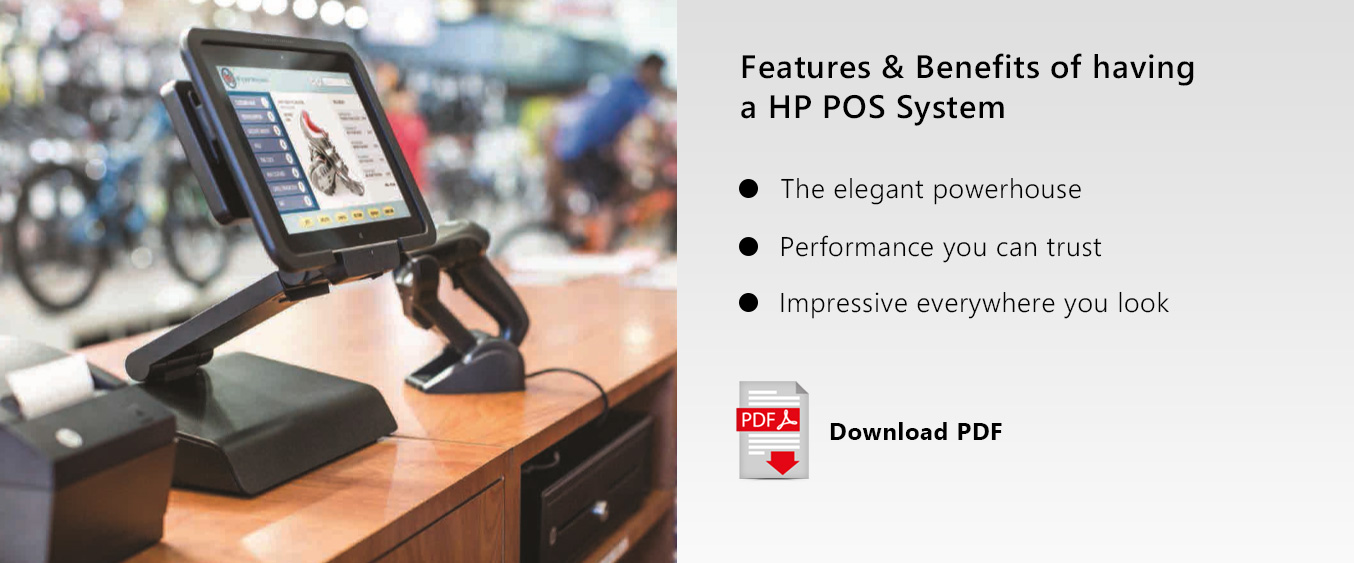 Features & Benefits of having
a HP POS System
The elegant powerhouse
Performance you can trust
Impressive everywhere you look
PDF
Download PDF